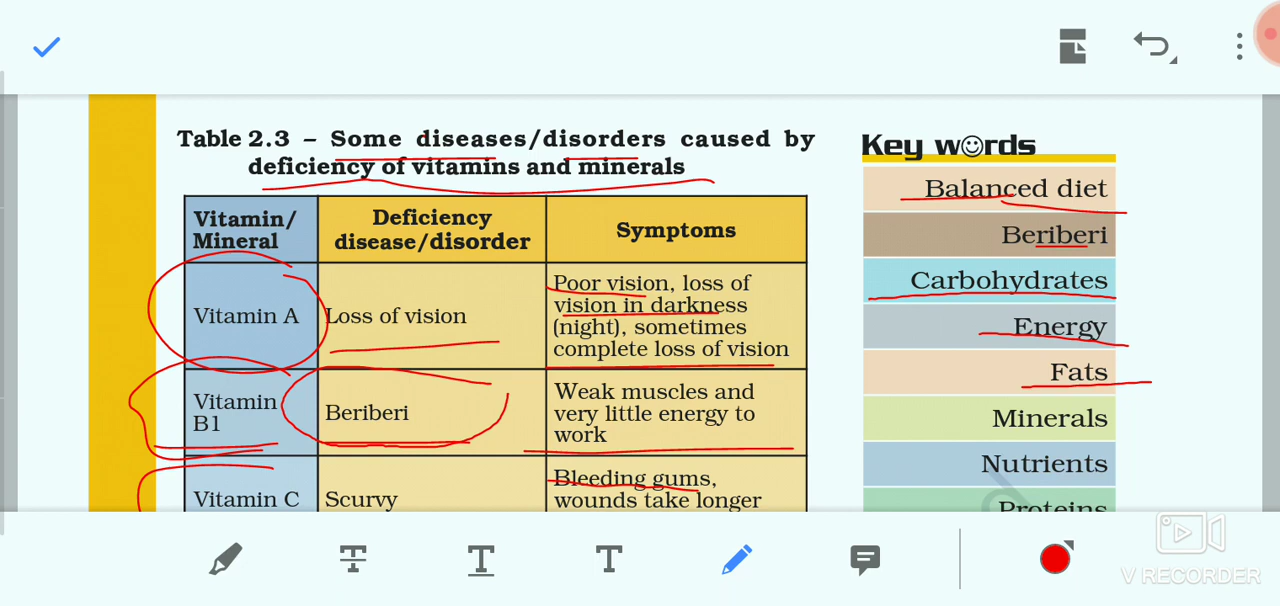 Table 2.3 – Some diseases/disorders caused by
deficiency of vitamins and minerals
Vitamin/
Mineral
Deficiency
disease/disorder
Symptoms
Vitamin A
Loss of vision
Poor vision, loss of
vision in darkness
(night), sometimes
complete loss of vision
Vitamin
B1
Beriberi
Weak muscles and
very little energy to
work
Vitamin C
Scurvy
Bleeding gums,
wounds take longer
Key words
Balanced diet
Beriberi
Carbohydrates
Energy
Fats
Minerals
Nutrients
Proteins
T
T
T
V RECORDER